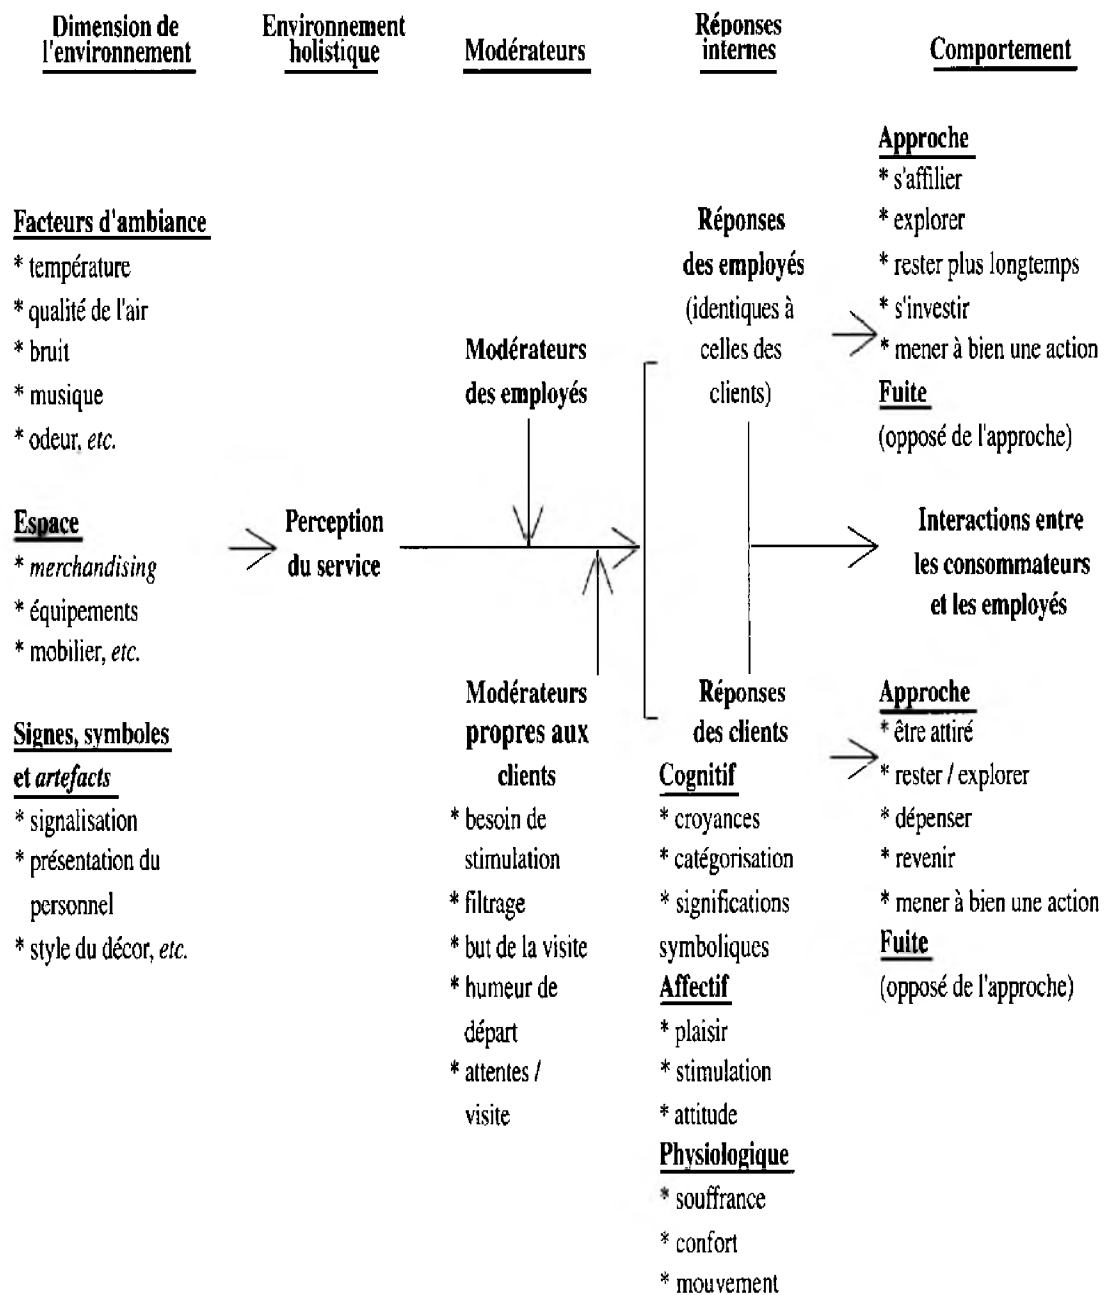 Dimension de
l'environnement
Environnement
holistique
Modérateurs
Réponses
internes
Comportement
Facteurs d'ambiance
* température
* qualité de l'air
* bruit
* musique
* odeur, etc.
Espace
* merchandising
* équipements
* mobilier, etc.
Signes, symboles
et artefacts
* signalisation
* présentation du
personnel
* style du décor, etc.
Perception
du service
Modérateurs
des employés
Modérateurs
propres aux
clients
* besoin de
stimulation
* filtrage
* but de la visite
* humeur de
départ
* attentes /
visite
Réponses
des employés
(identiques à
celles des
clients)
Réponses
des clients
Cognitif
* croyances
* catégorisation
* significations
symboliques
Affectif
* plaisir
* stimulation
* attitude
Physiologique
* souffrance
* confort
* mouvement
Approche
* s'affilier
* explorer
* rester plus longtemps
* s'investir
* mener à bien une action
Fuite
(opposé de l'approche)
Interactions entre
les consommateurs
et les employés
Approche
* être attiré
* rester / explorer
* dépenser
* revenir
* mener à bien une action
Fuite
(opposé de l'approche)